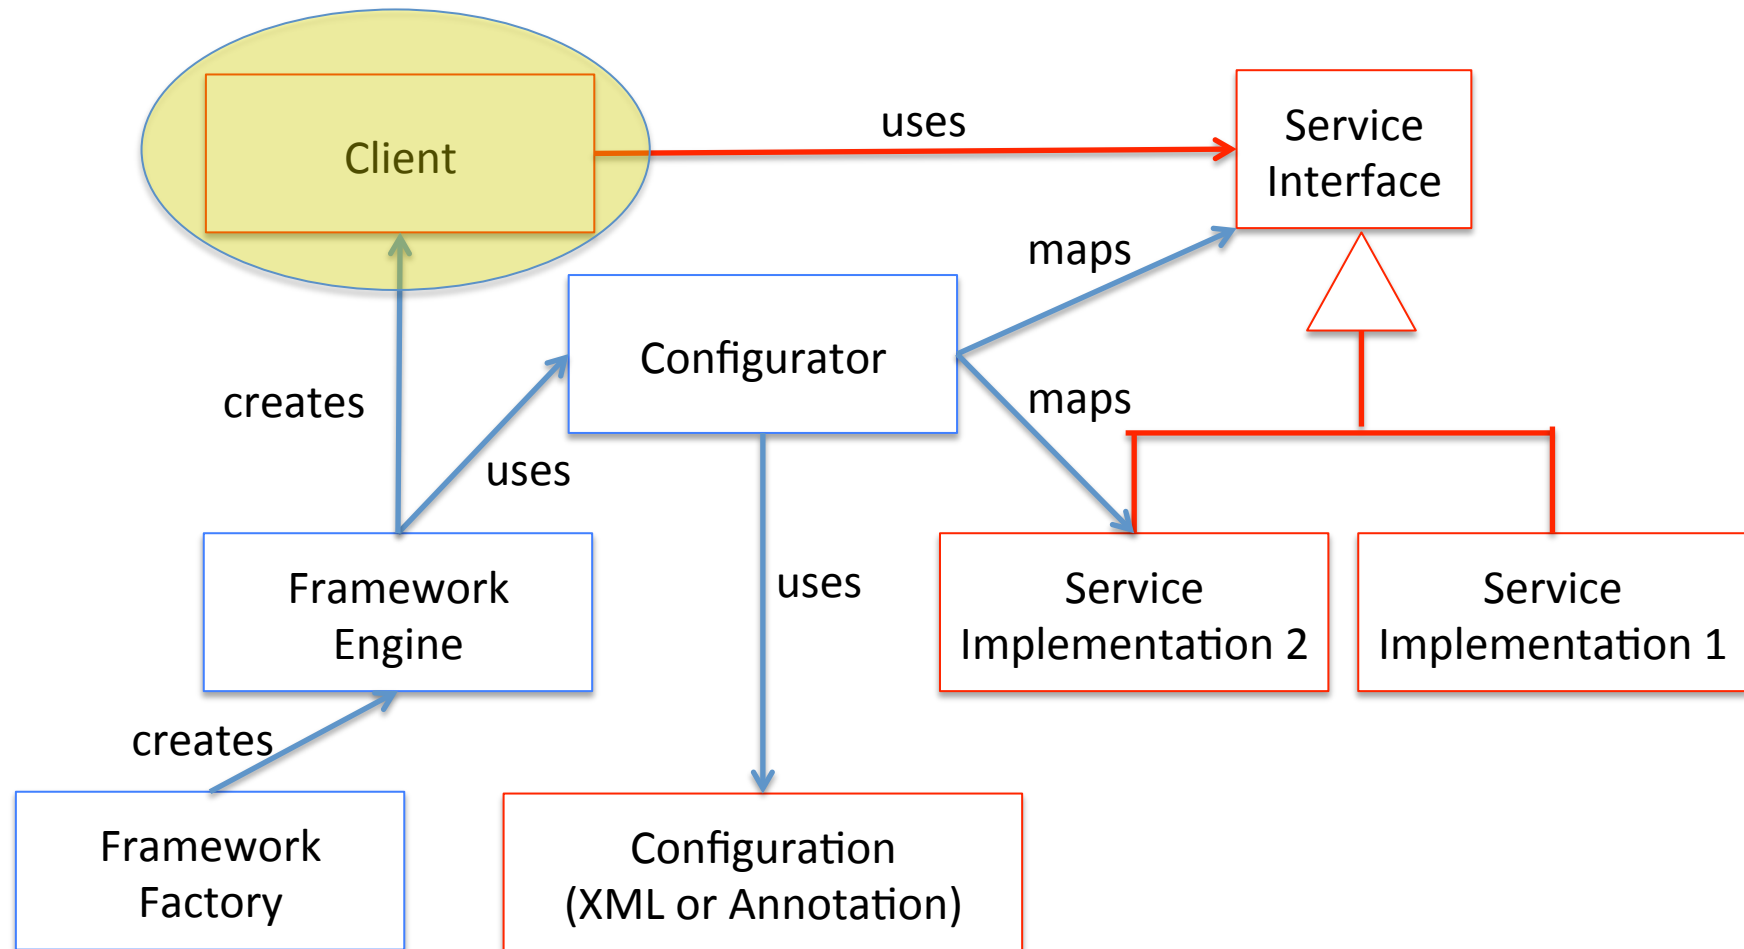 Client
uses
Service
Interface
maps
Configurator
creates
maps
uses
Framework
Engine
uses
Service
Implementation 2
Service
Implementation 1
creates
Framework
Factory
Configuration
(XML or Annotation)